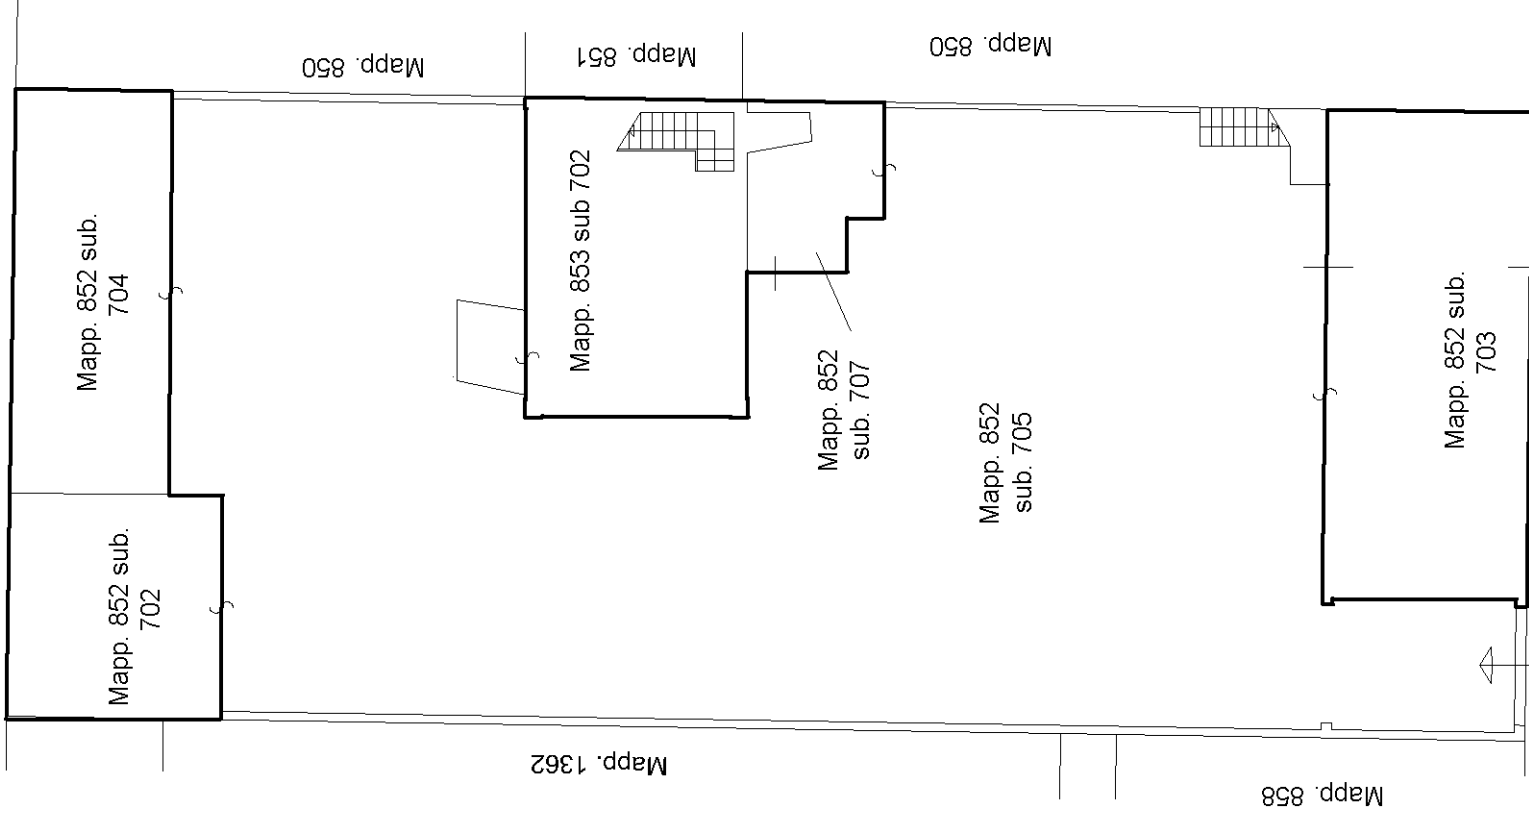 Mapp. 850
Mapp. 851
Mapp. 850
Mapp. 852 sub.
704
Mapp. 853 sub 702
Mapp. 852
sub. 707
Mapp. 852
sub. 705
Mapp. 852 sub.
703
Mapp. 852 sub.
702
Mapp. 1362
Mapp. 858